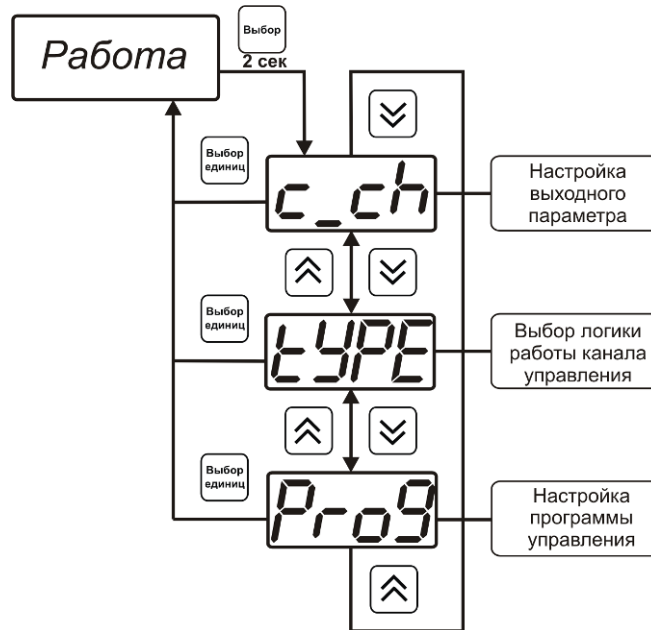 Работа
Выбор
2 сек
Выбор
единиц
c_ch
Настройка
выходного
параметра
Выбор
единиц
tYPE
Выбор логики
работы канала
управления
Выбор
единиц
Prog
Настройка
программы
управления